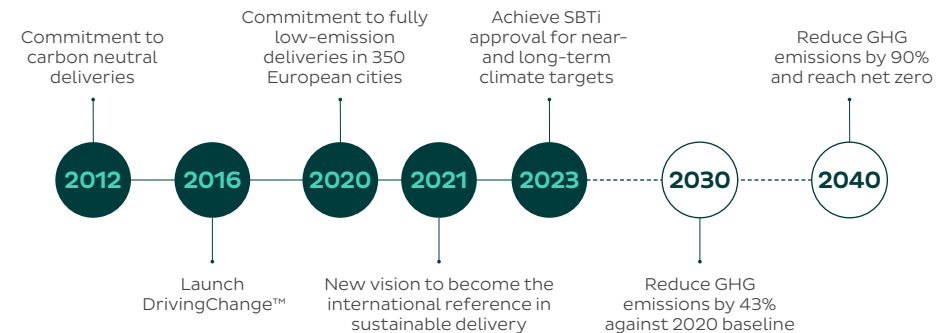 Commitment to
carbon neutral
deliveries
2012
2016
Launch
DrivingChange™
Commitment to fully
low-emission
deliveries in 350
European cities
2020
2021
New vision to become the
international reference in
sustainable delivery
Achieve SBTi
approval for near-
and long-term
climate targets
2023
2030
Reduce GHG
emissions by 43%
against 2020 baseline
Reduce GHG
emissions by 90%
and reach net zero
2040